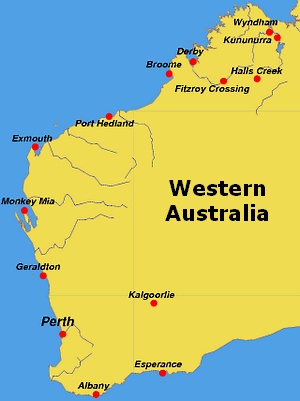 Wyndham
Kununurra
Derby
Broome
Halls Creek
Fitzroy Crossing
Port Hedland
Exmouth
Western
Australia
Monkey Mia
Geraldton
Kalgoorlie
Perth
Esperance
Albany